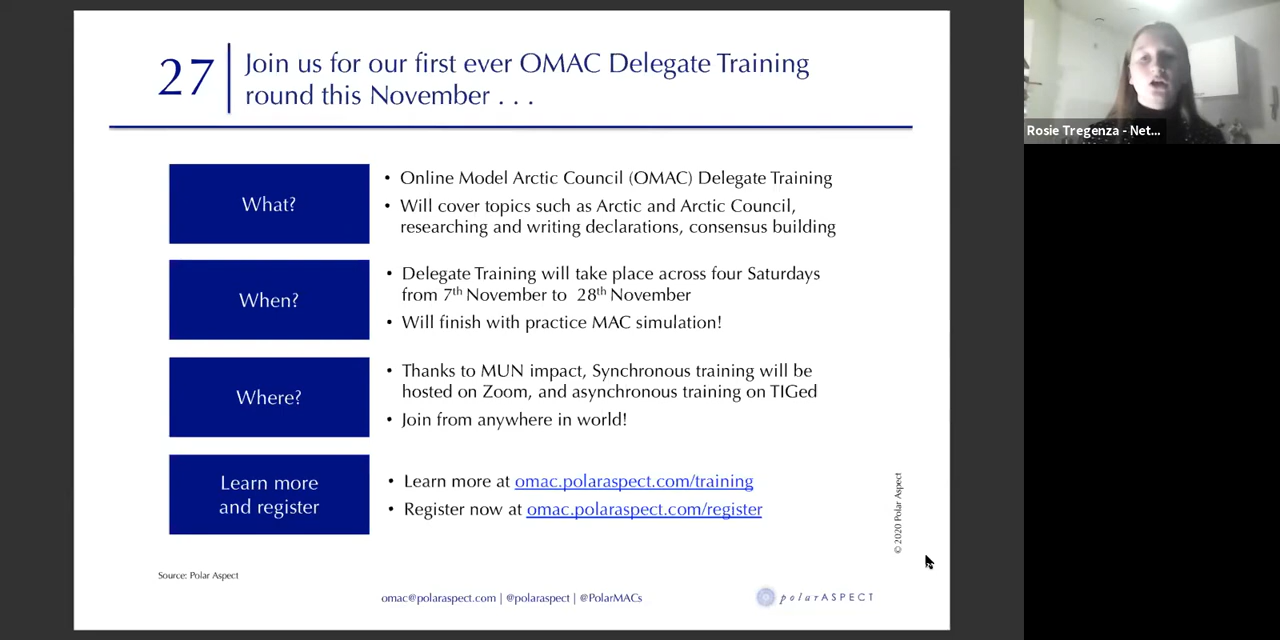 27
Join us for our first ever OMAC Delegate Training
round this November . . .
What?
• Online Model Arctic Council (OMAC) Delegate Training
• Will cover topics such as Arctic and Arctic Council,
researching and writing declarations, consensus building
When?
• Delegate Training will take place across four Saturdays
from 7th November to 28th November
• Will finish with practice MAC simulation!
Where?
• Thanks to MUN impact, Synchronous training will be
hosted on Zoom, and asynchronous training on TIGed
• Join from anywhere in world!
Learn more
and register
• Learn more at omac.polaraspect.com/training
• Register now at omac.polaraspect.com/register
© 2020 Polar Aspect
Source: Polar Aspect
omac@polaraspect.com | @polaraspect | @PolarMACs
polarASPECT
Rosie Tregenza - Net...